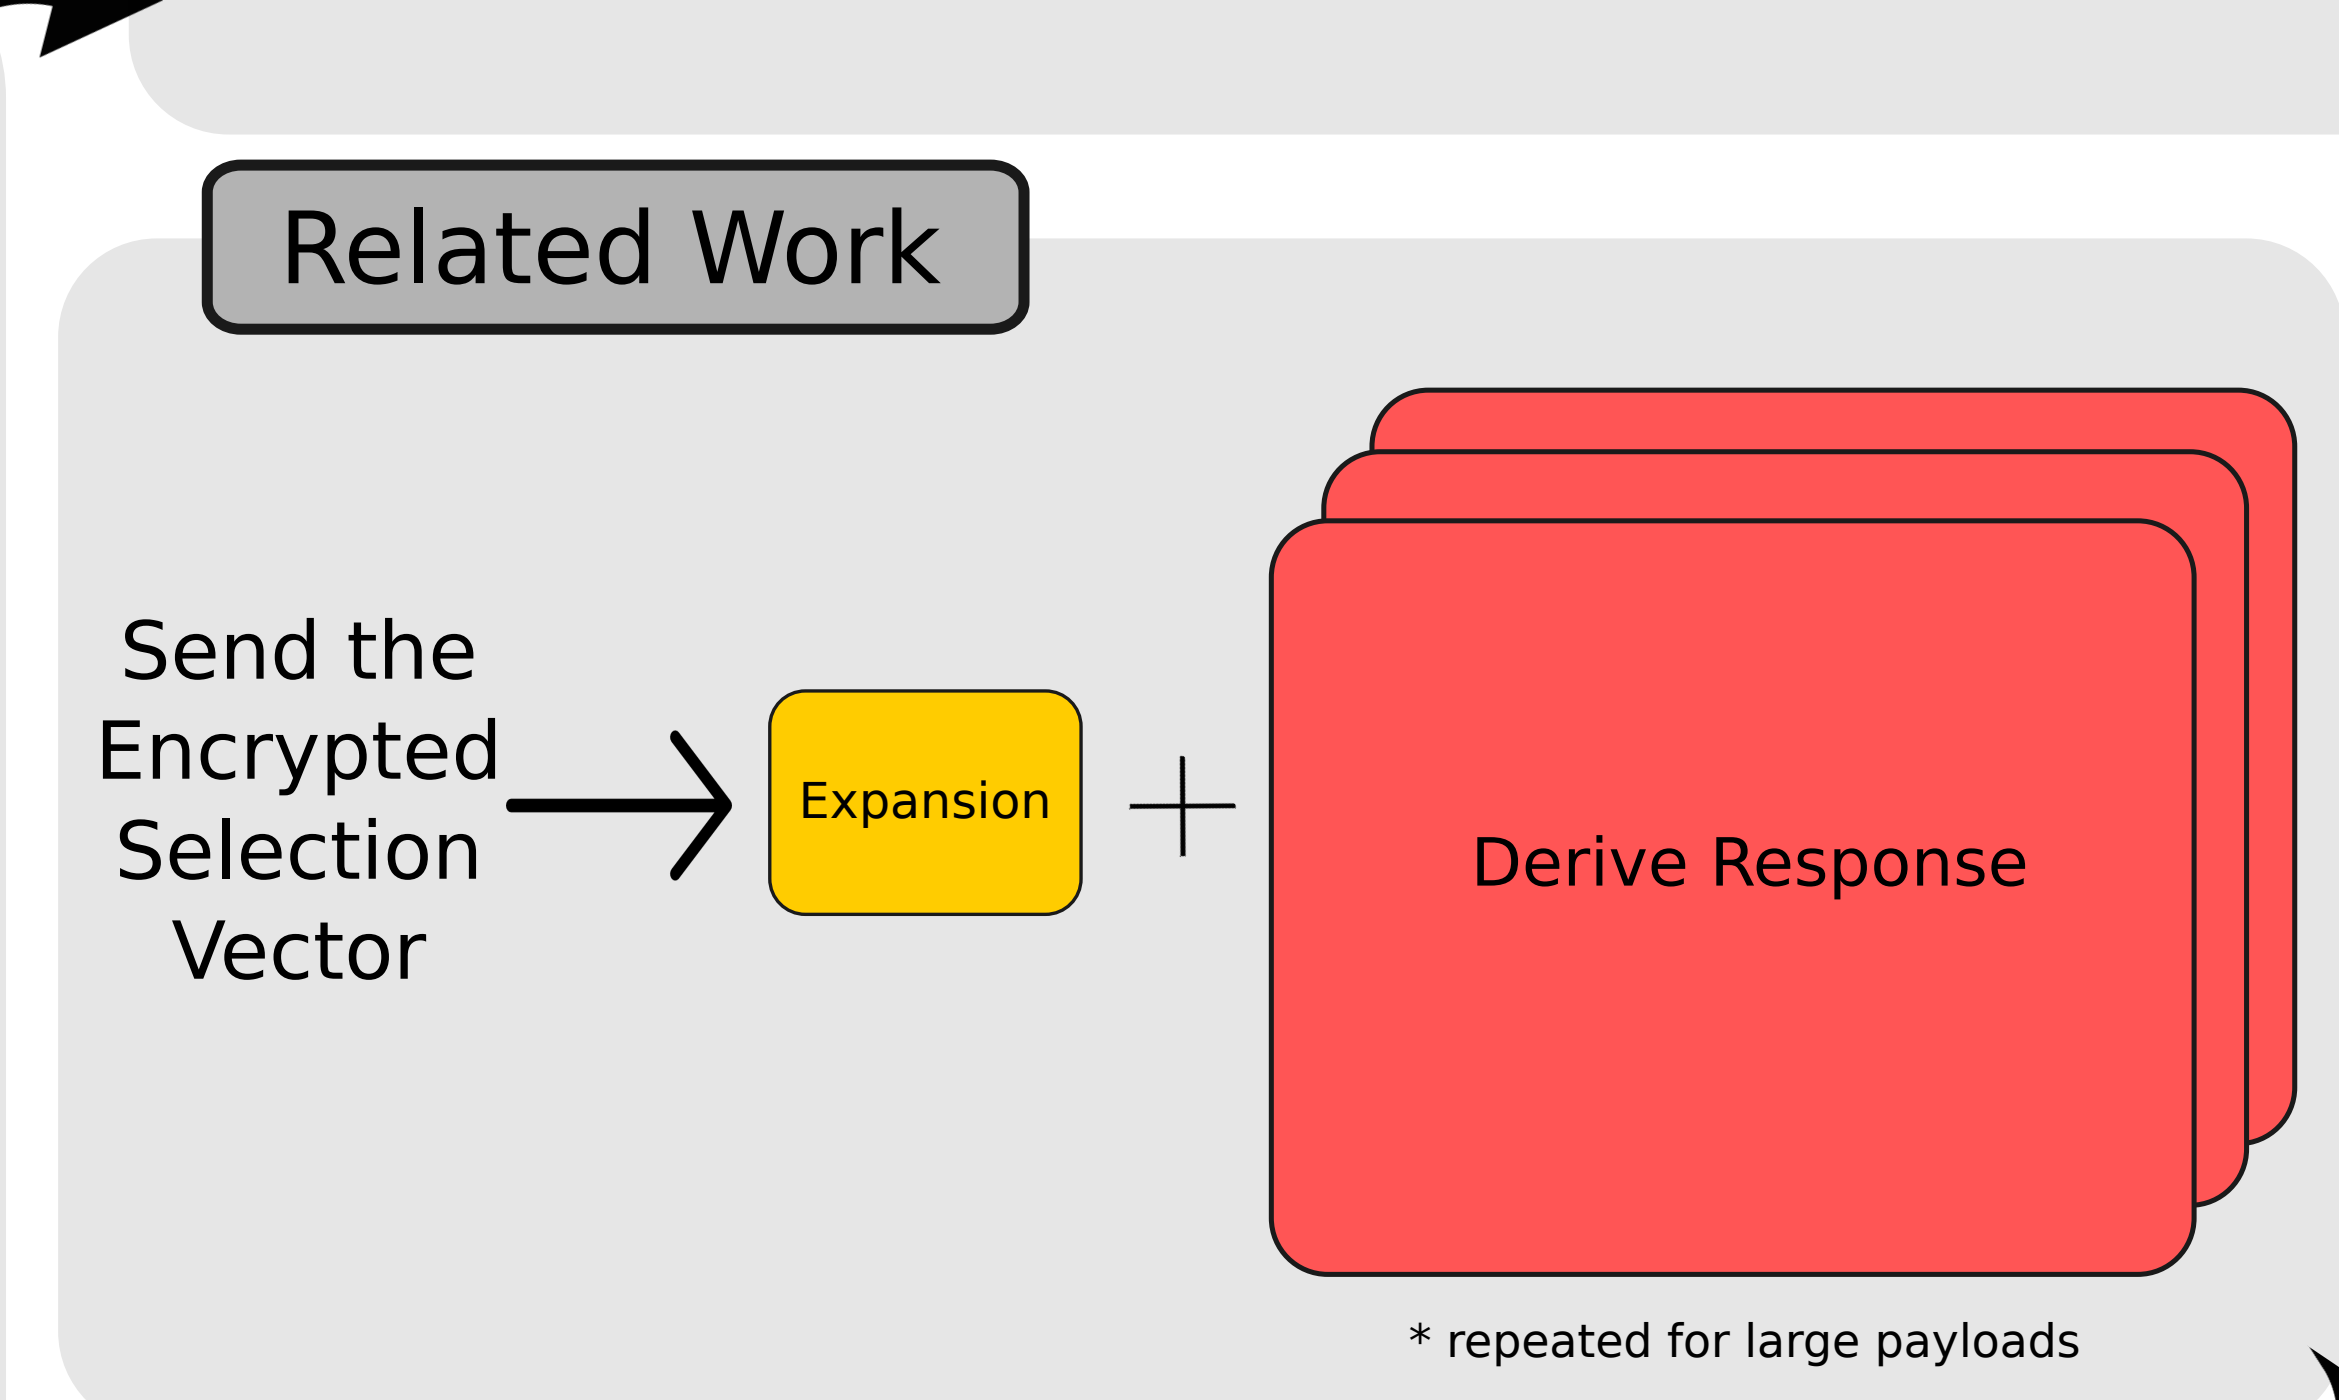 Related Work
Send the
Encrypted
Selection
Vector
Expansion
Derive Response
* repeated for large payloads